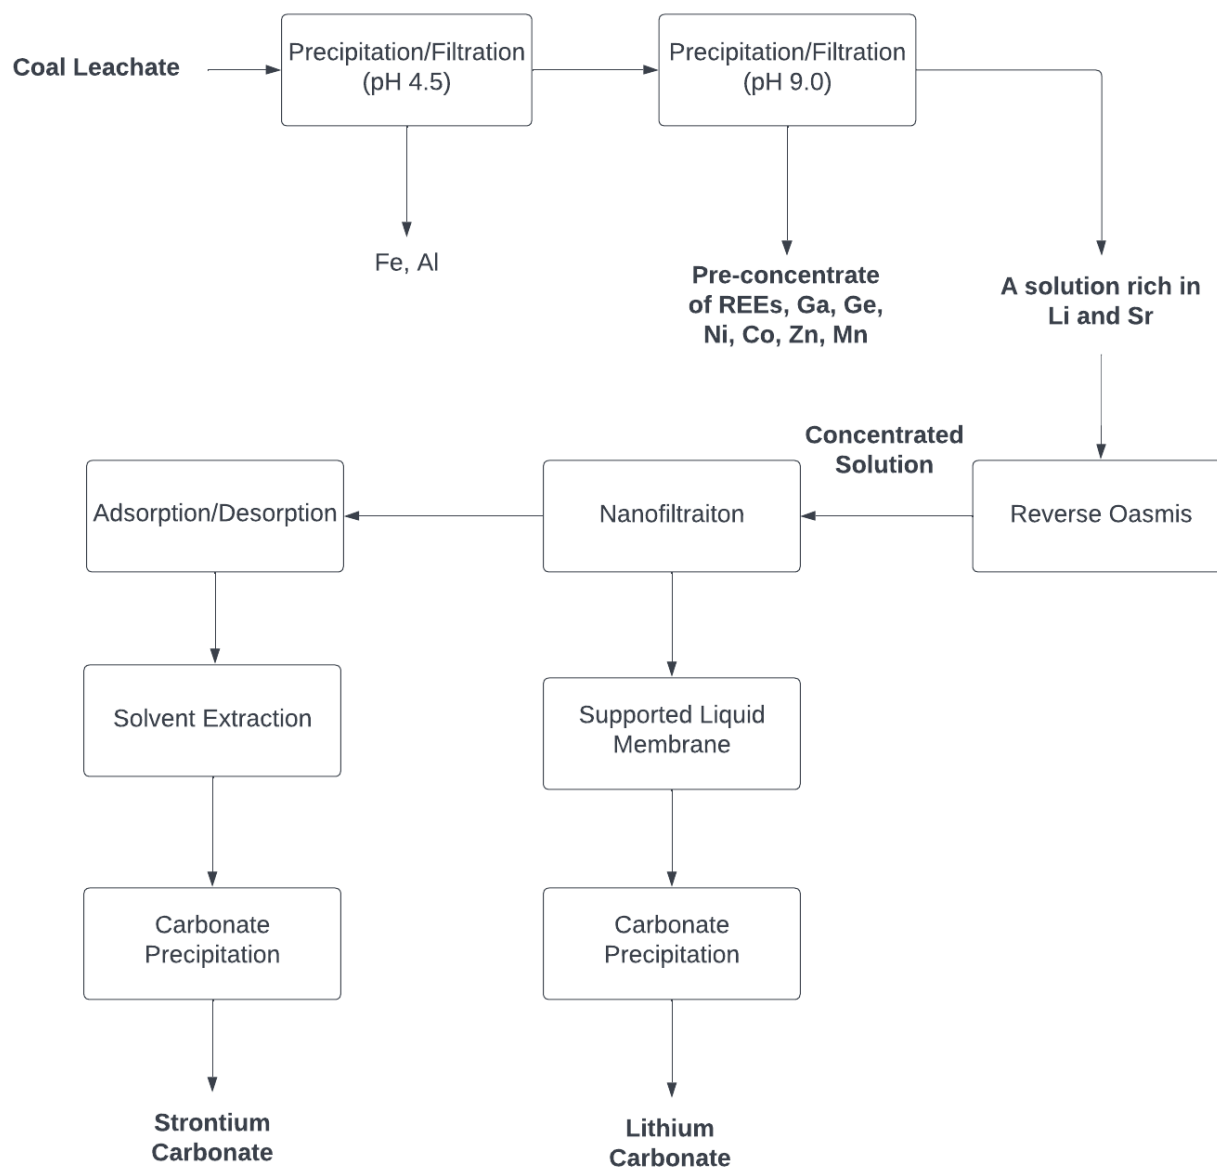 Coal Leachate
Precipitation/Filtration
(pH 4.5)
Precipitation/Filtration
(pH 9.0)
Fe, Al
Pre-concentrate
of REEs, Ga, Ge,
Ni, Co, Zn, Mn
A solution rich in
Li and Sr
Concentrated
Solution
Adsorption/Desorption
Nanofiltraiton
Reverse Oasmis
Solvent Extraction
Supported Liquid
Membrane
Carbonate
Precipitation
Carbonate
Precipitation
Strontium
Carbonate
Lithium
Carbonate